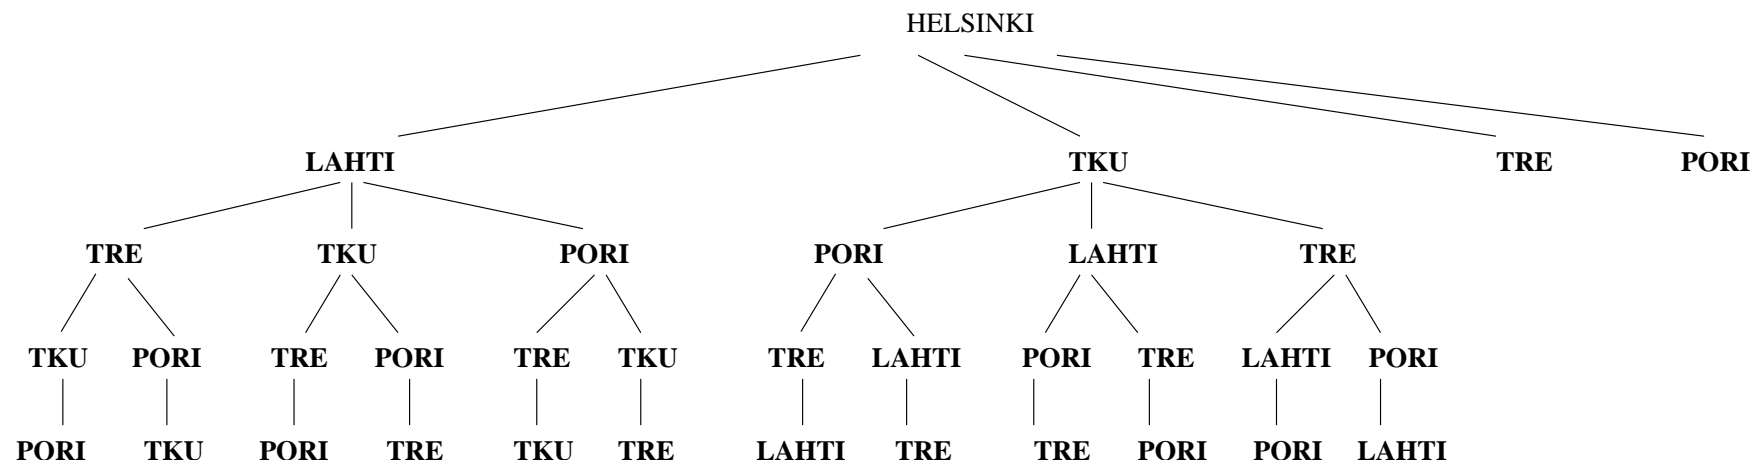 HELSINKI
LAHTI TKU TRE PORI
TRE TKU PORI PORI LAHTI TRE
TKU PORI TRE PORI TRE TKU TRE LAHTI PORI TRE LAHTI PORI
PORI TKU PORI TRE TKU TRE LAHTI TRE TRE PORI PORI LAHTI